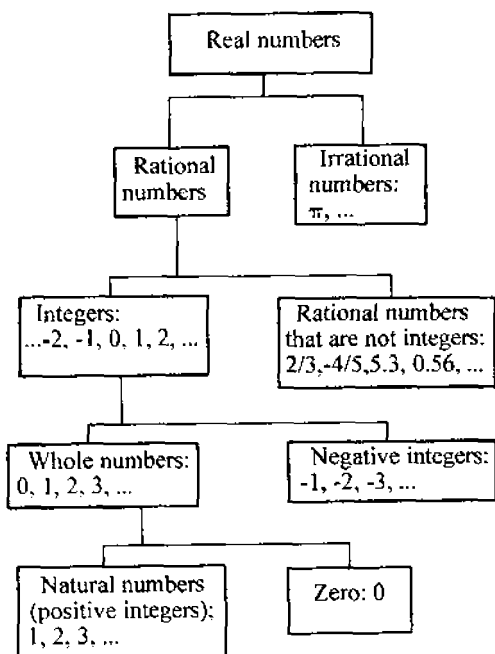 Real numbers
Rational
numbers
Irrational
numbers:
π, ...
Integers:
...-2, -1, 0, 1, 2, ...
Rational numbers
that are not integers:
2/3,-4/5,5.3, 0.56, ...
Whole numbers:
0, 1, 2, 3, ...
Negative integers:
-1, -2, -3, ...
Natural numbers
(positive integers);
1, 2, 3, ...
Zero: 0